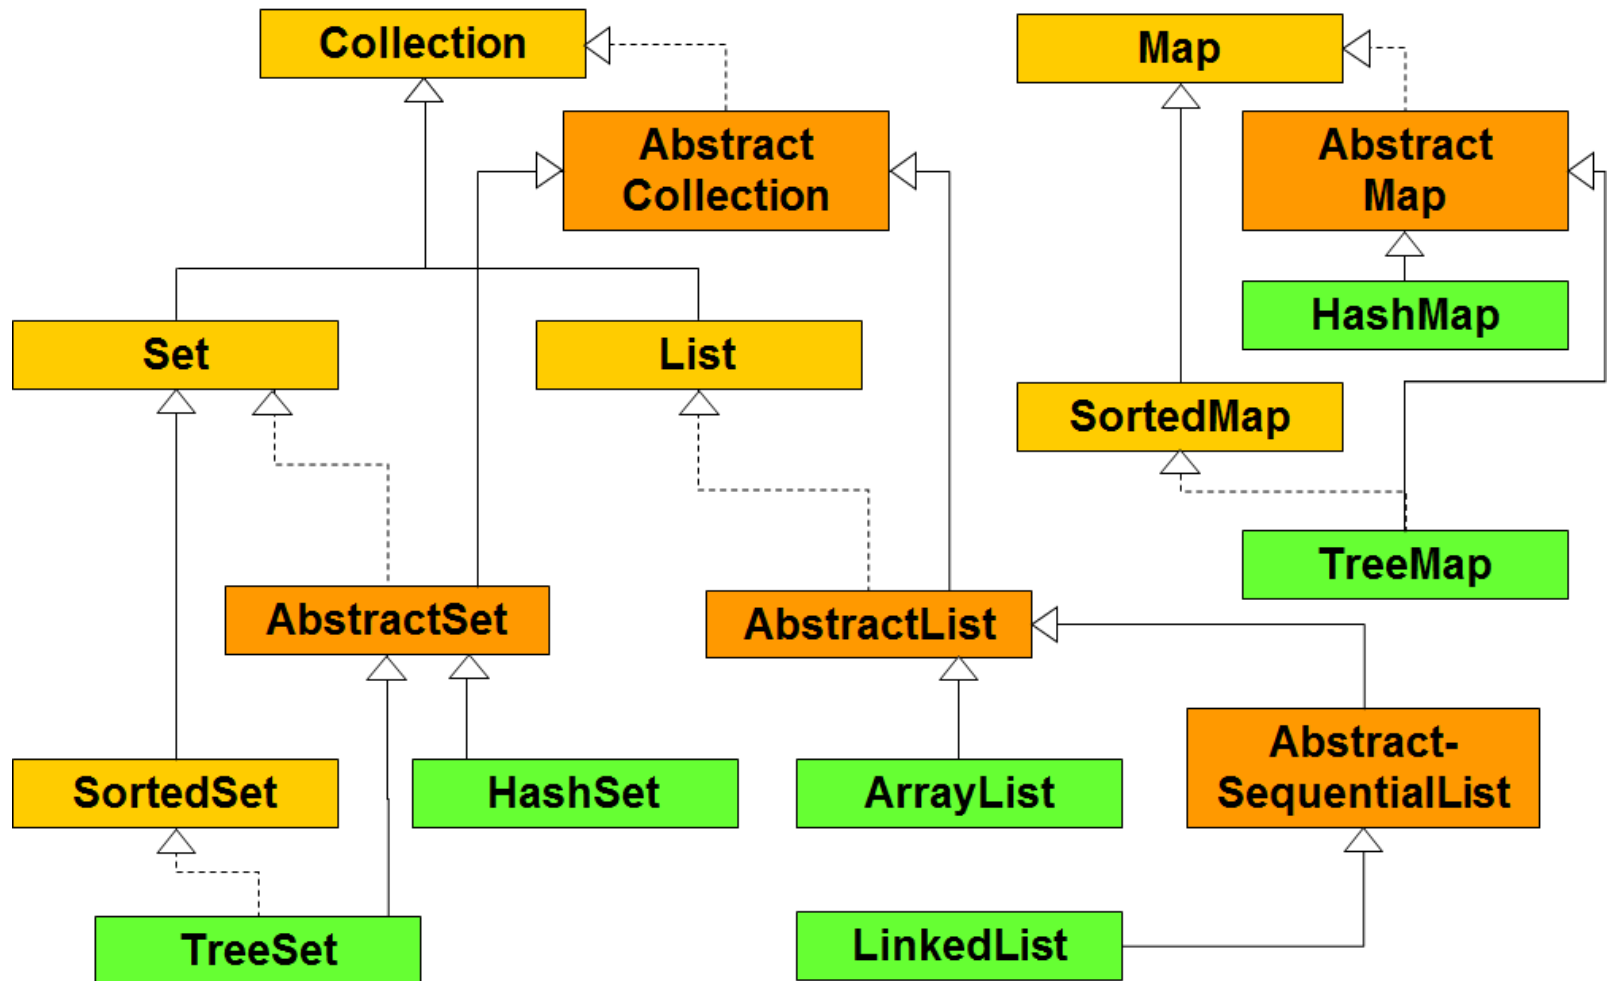 Collection
Map
Abstract
Collection
Abstract
Map
HashMap
Set
List
SortedMap
TreeMap
AbstractSet
AbstractList
Abstract-
SequentialList
SortedSet
HashSet
ArrayList
TreeSet
LinkedList